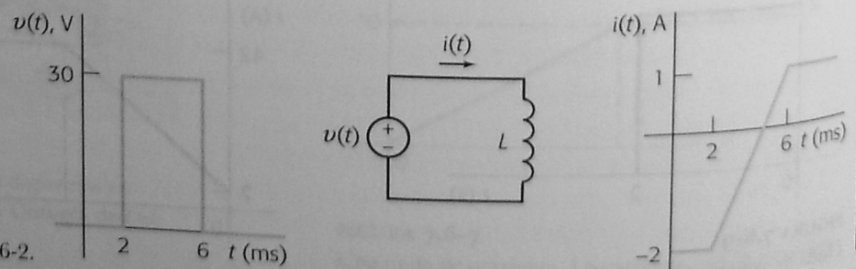 v(t), V
30
2
6
t (ms)
6-2.
i(t)
v(t)
+
−
L
i(t), A
1
2
6
t (ms)
−2